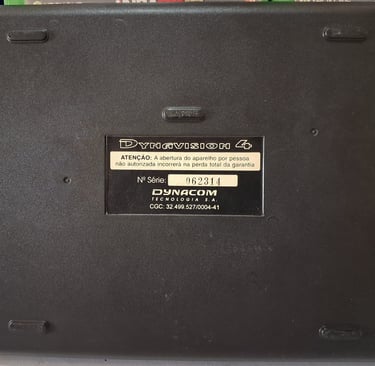 DYNAVISION 4
ATENÇÃO: A abertura do aparelho por pessoa
não autorizada incorrerá na perda total da garantia
Nº Série: 062314
DYNACOM
TECNOLOGIA S.A.
CGC: 32.499.527/0004-41